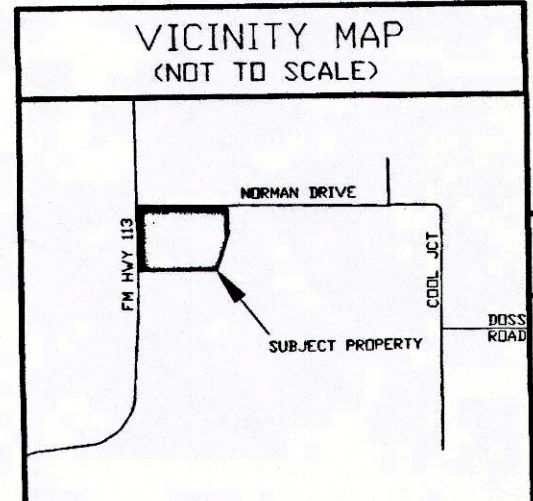 VICINITY MAP
(NOT TO SCALE)
NORMAN DRIVE
FM HWY 113
COOL JCT
DOSS
ROAD
SUBJECT PROPERTY